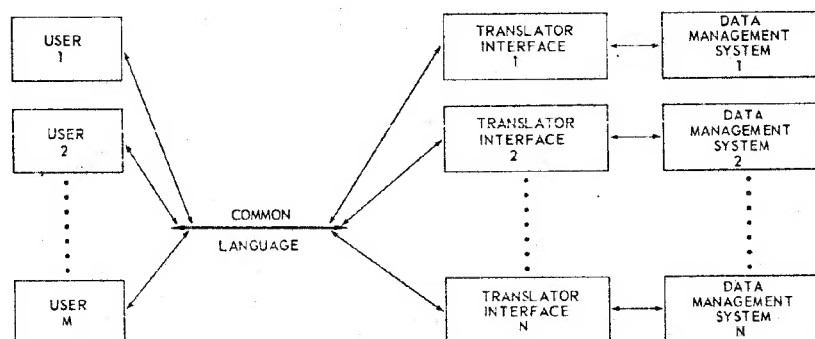 USER
1
TRANSLATOR
INTERFACE
1
DATA
MANAGEMENT
SYSTEM
1
USER
2
TRANSLATOR
INTERFACE
2
DATA
MANAGEMENT
SYSTEM
2
COMMON
LANGUAGE
USER
M
TRANSLATOR
INTERFACE
N
DATA
MANAGEMENT
SYSTEM
N